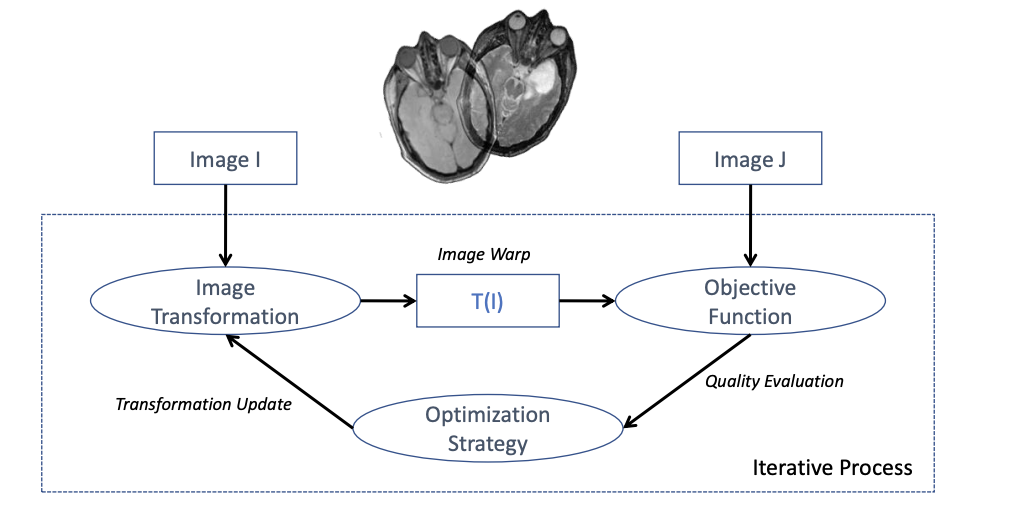 Image I
Image J
Image Warp
Image
Transformation
T(I)
Objective
Function
Quality Evaluation
Transformation Update
Optimization
Strategy
Iterative Process